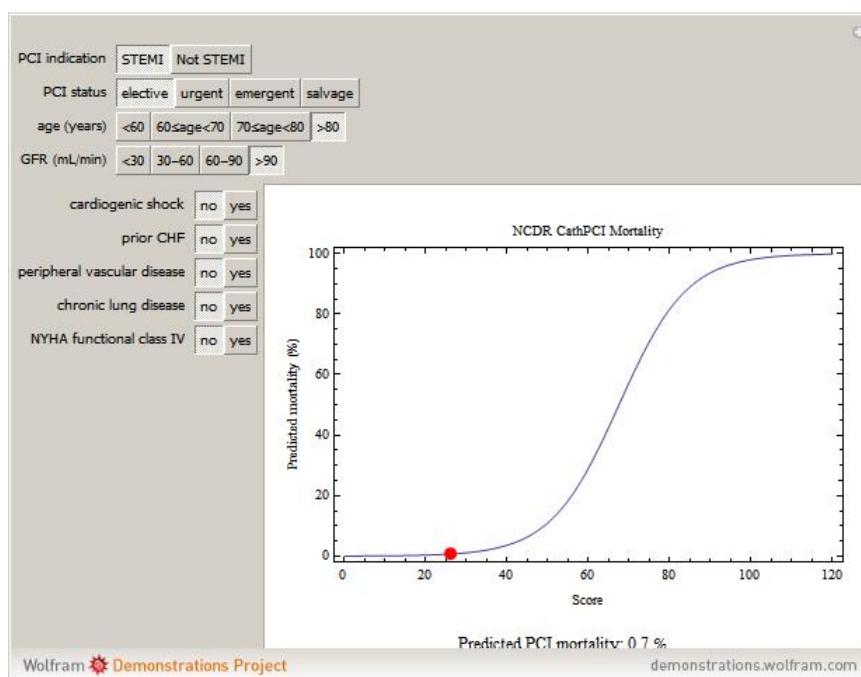 PCI indication STEMI Not STEMI
PCI status elective urgent emergent salvage
age (years) <60 60≤age<70 70≤age<80 >80
GFR (mL/min) <30 30–60 60–90 >90
cardiogenic shock no yes
prior CHF no yes
peripheral vascular disease no yes
chronic lung disease no yes
NYHA functional class IV no yes
NCDR CathPCI Mortality
Predicted mortality (%)
100
80
60
40
20
0
0 20 40 60 80 100 120
Score
Predicted PCI mortality: 0.7 %
Wolfram Demonstrations Project demonstrations.wolfram.com